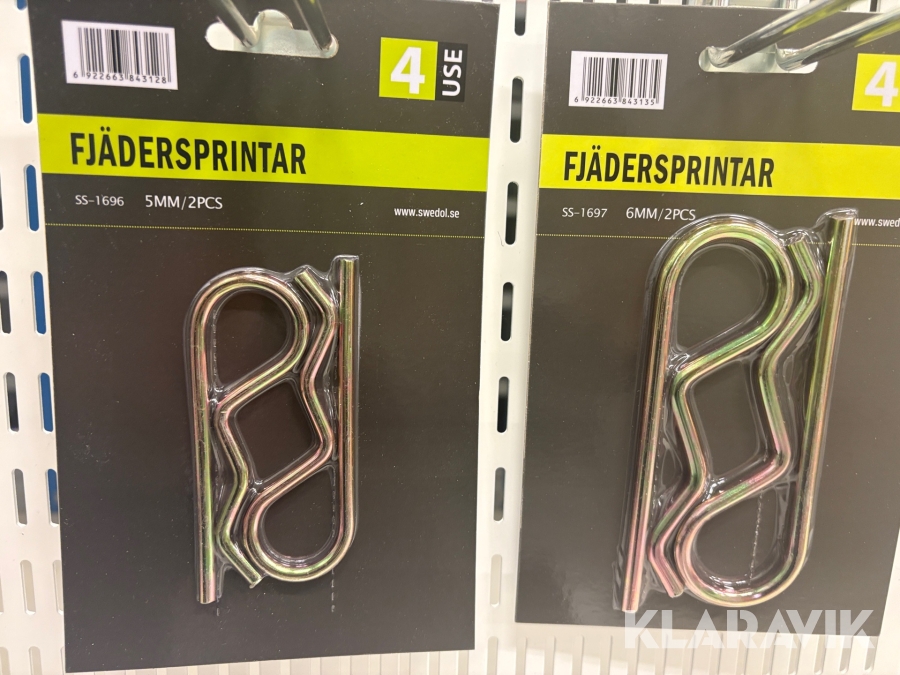 6 922663 843128
4 USE
FJÄDERSPRINTAR
SS-1696 5MM/2PCS
www.swedol.se
6 922663 843135
4
FJÄDERSPRINTAR
SS-1697 6MM/2PCS
www.swedo
KLARAVIK